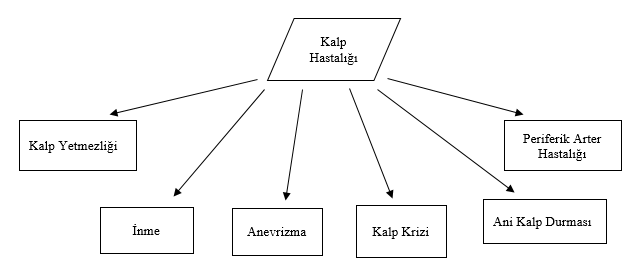 Kalp
Hastalığı
Kalp Yetmezliği
Periferik Arter
Hastalığı
İnme
Anevrizma
Kalp Krizi
Ani Kalp Durması